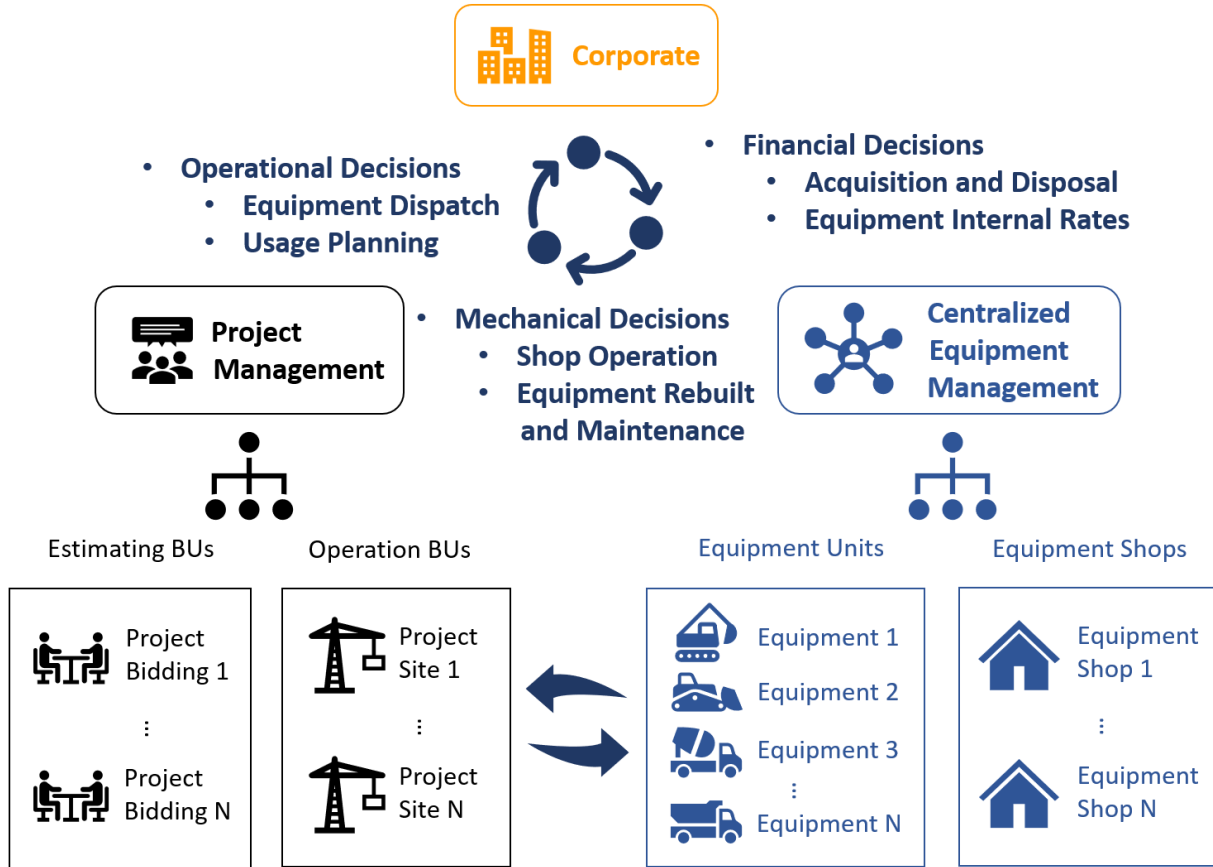 Corporate
• Operational Decisions
• Equipment Dispatch
• Usage Planning
• Financial Decisions
• Acquisition and Disposal
• Equipment Internal Rates
Project
Management
• Mechanical Decisions
• Shop Operation
• Equipment Rebuilt
and Maintenance
Centralized
Equipment
Management
Estimating BUs
Operation BUs
Equipment Units
Equipment Shops
Project
Bidding 1
...
Project
Bidding N
Project
Site 1
...
Project
Site N
Equipment 1
Equipment 2
Equipment 3
...
Equipment N
Equipment
Shop 1
...
Equipment
Shop N